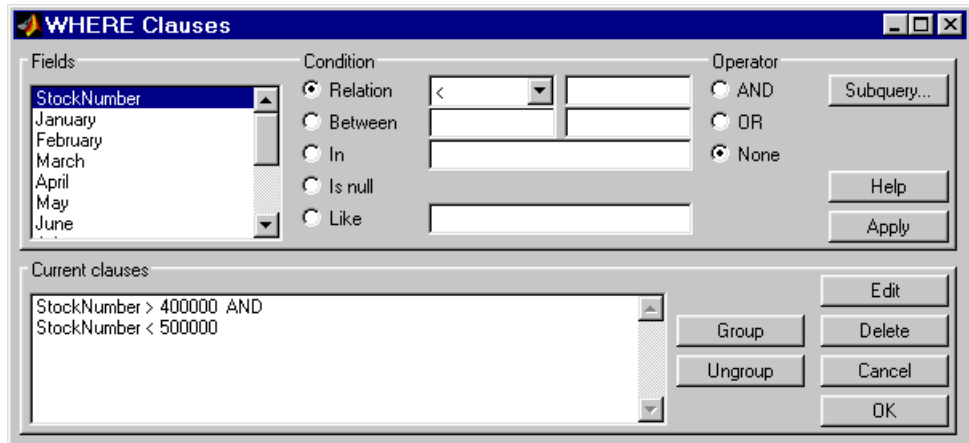 WHERE Clauses
Fields
Condition
Operator
StockNumber
January
February
March
April
May
June
Relation
<
Between
In
Is null
Like
AND
OR
None
Subquery...
Help
Apply
Current clauses
StockNumber > 400000 AND
StockNumber < 500000
Group
Ungroup
Edit
Delete
Cancel
OK